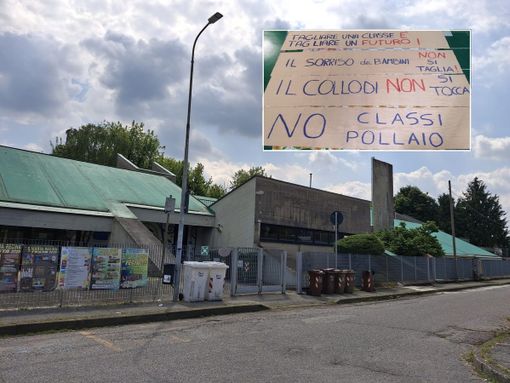 TAGLIARE UNA CLASSE È
TAGLIARE UN FUTURO!
IL SORRISO dei BAMBINI NON SI TAGLIA!
IL COLLODI NON SI TOCCA
NO CLASSI POLLAIO